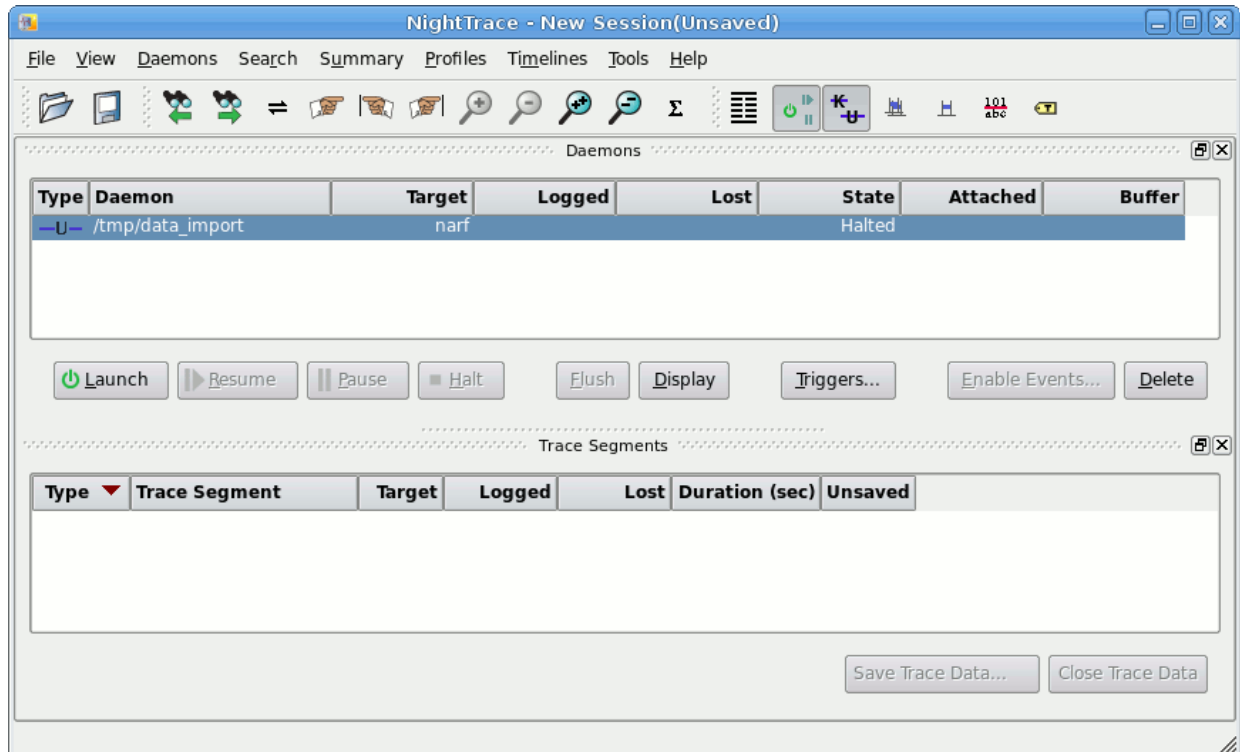 NightTrace - New Session(Unsaved)
File View Daemons Search Summary Profiles Timelines Tools Help
Σ 101 abc T
Daemons
Type Daemon Target Logged Lost State Attached Buffer
U /tmp/data_import narf Halted
Launch Resume Pause Halt Flush Display Triggers... Enable Events... Delete
Trace Segments
Type Trace Segment Target Logged Lost Duration (sec) Unsaved
Save Trace Data... Close Trace Data